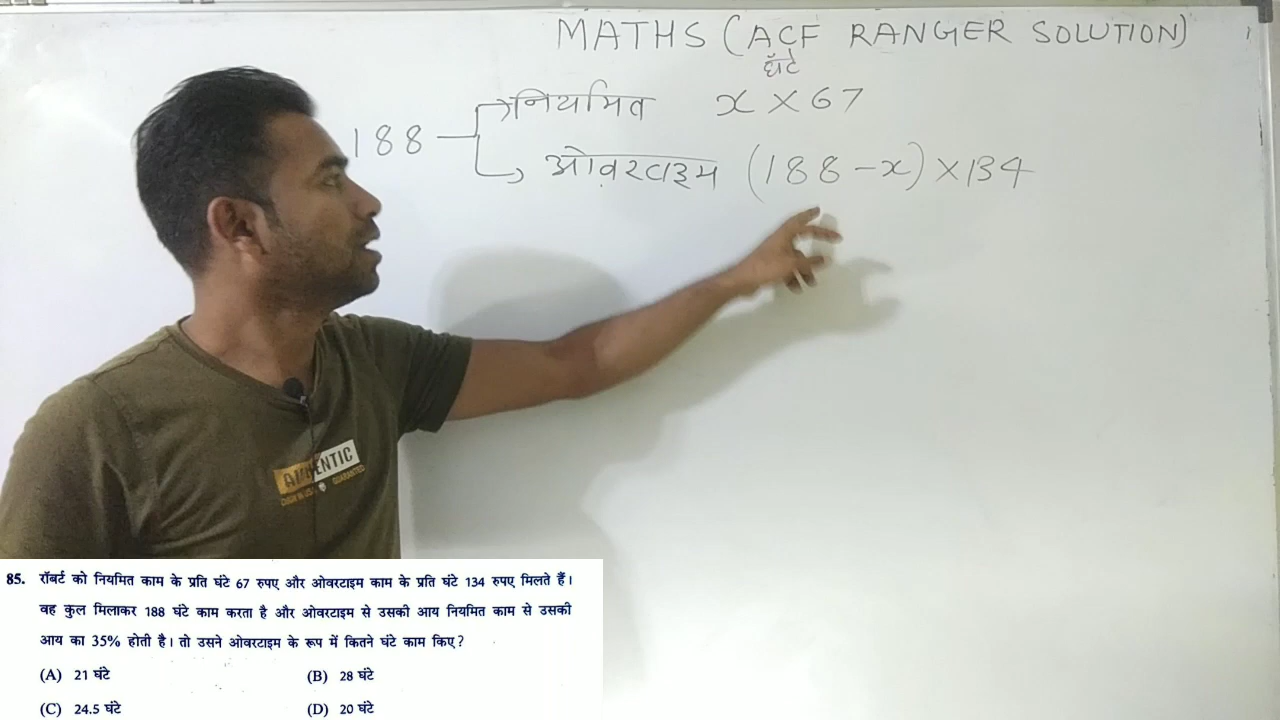 MATHS (ACF RANGER SOLUTION)
घंटे
188
नियमित x × 67
ओवरटाइम (188 - x) × 134
AUTHENTIC
85. रॉबर्ट को नियमित काम के प्रति घंटे 67 रुपए और ओवरटाइम काम के प्रति घंटे 134 रुपए मिलते हैं।
वह कुल मिलाकर 188 घंटे काम करता है और ओवरटाइम से उसकी आय नियमित काम से उसकी
आय का 35% होती है। तो उसने ओवरटाइम के रूप में कितने घंटे काम किए?
(A) 21 घंटे (B) 28 घंटे
(C) 24.5 घंटे (D) 20 घंटे